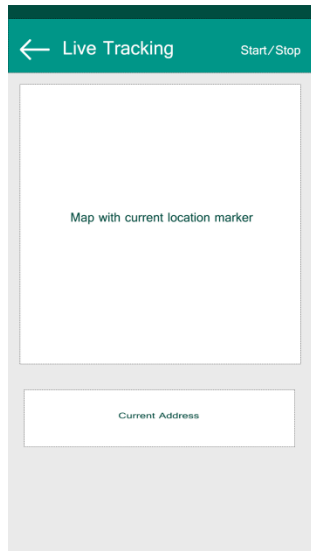 Live Tracking Start/Stop
Map with current location marker
Current Address